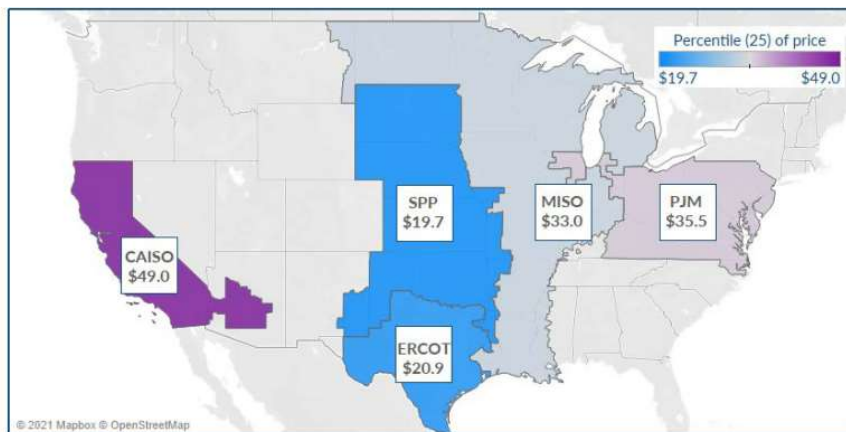 Percentile (25) of price
$19.7 $49.0
SPP
$19.7
MISO
$33.0
PJM
$35.5
CAISO
$49.0
ERCOT
$20.9
© 2021 Mapbox © OpenStreetMap